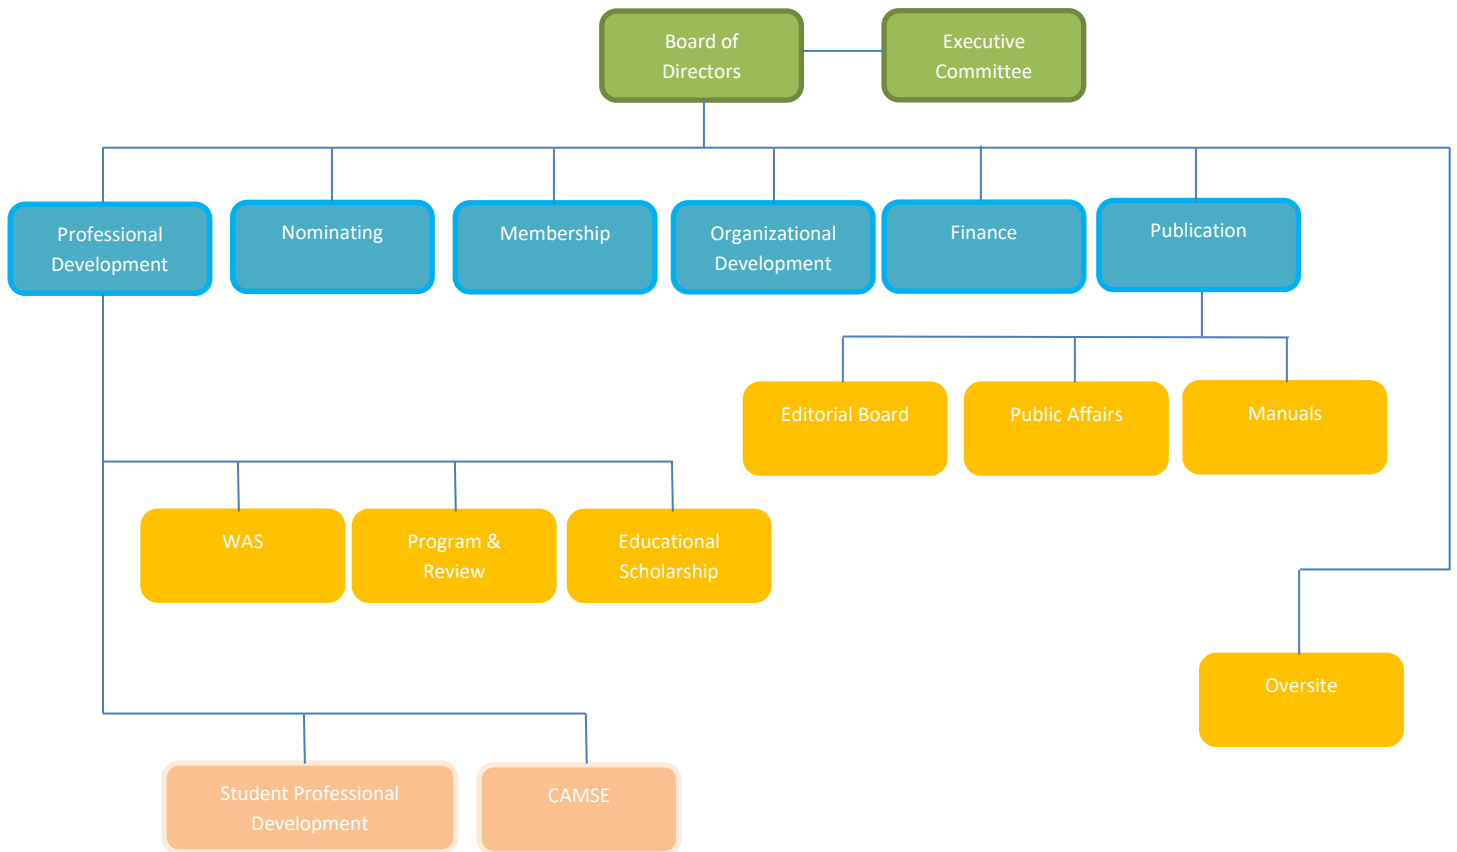 Board of
Directors
Executive
Committee
Professional
Development
Nominating
Membership
Organizational
Development
Finance
Publication
Editorial Board
Public Affairs
Manuals
WAS
Program &
Review
Educational
Scholarship
Oversite
Student Professional
Development
CAMSE